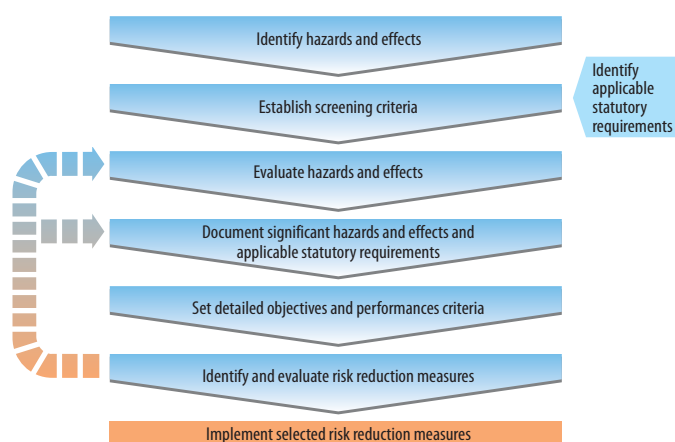 Identify hazards and effects
Identify
applicable
statutory
requirements
Establish screening criteria
Evaluate hazards and effects
Document significant hazards and effects and
applicable statutory requirements
Set detailed objectives and performances criteria
Identify and evaluate risk reduction measures
Implement selected risk reduction measures